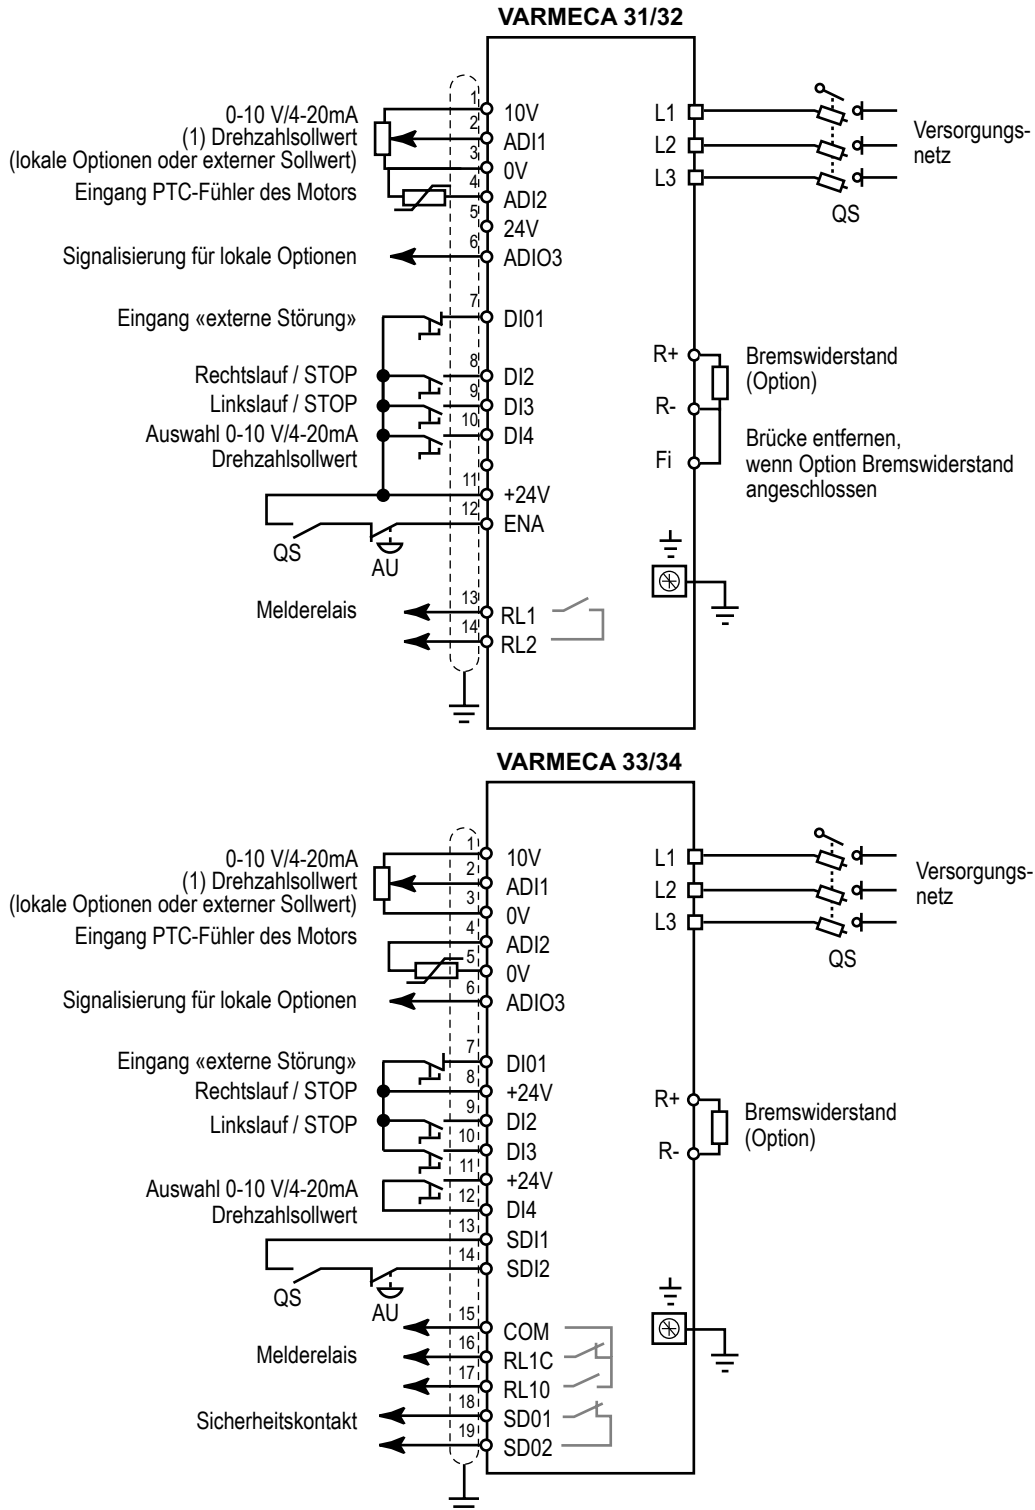 VARMECA 31/32
0-10 V/4-20mA
(1) Drehzahlsollwert
(lokale Optionen oder externer Sollwert)
Eingang PTC-Fühler des Motors
Signalisierung für lokale Optionen
Eingang «externe Störung»
Rechtslauf / STOP
Linkslauf / STOP
Auswahl 0-10 V/4-20mA
Drehzahlsollwert
QS
AU
Melderelais
1 10V
2 ADI1
3 0V
4 ADI2
5 24V
6 ADIO3
7 DI01
8 DI2
9 DI3
10 DI4
11 +24V
12 ENA
13 RL1
14 RL2
L1
L2
L3
QS
Versorgungs-
netz
R+
R-
Fi
Bremswiderstand
(Option)
Brücke entfernen,
wenn Option Bremswiderstand
angeschlossen
VARMECA 33/34
0-10 V/4-20mA
(1) Drehzahlsollwert
(lokale Optionen oder externer Sollwert)
Eingang PTC-Fühler des Motors
Signalisierung für lokale Optionen
Eingang «externe Störung»
Rechtslauf / STOP
Linkslauf / STOP
Auswahl 0-10 V/4-20mA
Drehzahlsollwert
QS
AU
Melderelais
Sicherheitskontakt
1 10V
2 ADI1
3 0V
4 ADI2
5 0V
6 ADIO3
7 DI01
8 +24V
9 DI2
10 DI3
11 +24V
12 DI4
13 SDI1
14 SDI2
15 COM
16 RL1C
17 RL10
18 SD01
19 SD02
L1
L2
L3
QS
Versorgungs-
netz
R+
R-
Bremswiderstand
(Option)